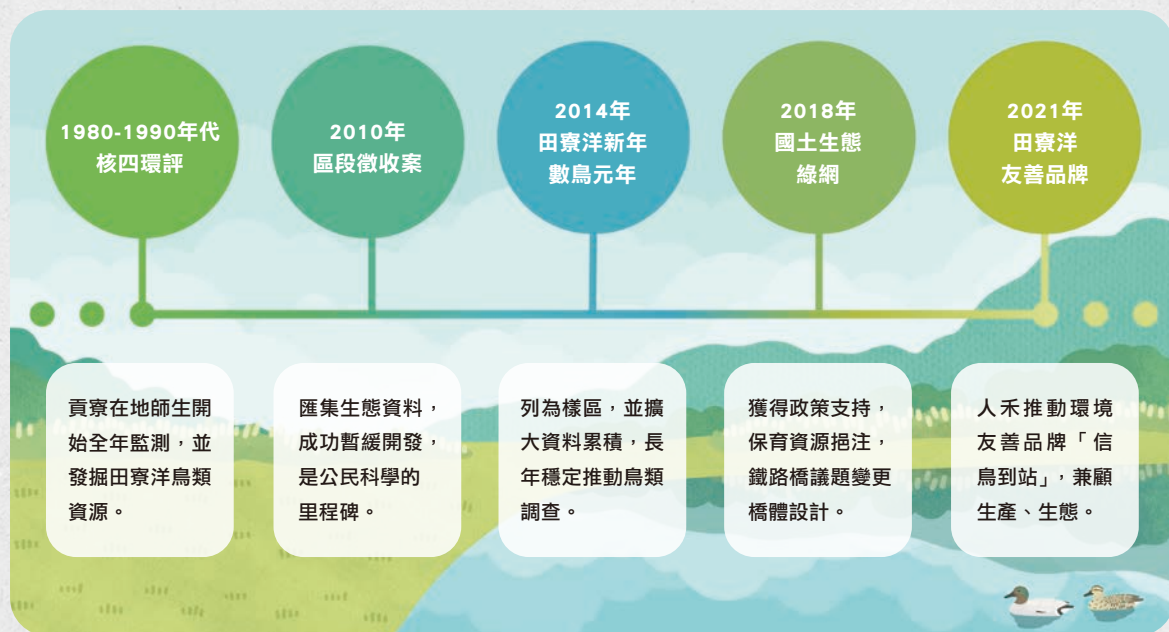 1980-1990年代
核四環評
2010年
區段徵收案
2014年
田寮洋新年
數鳥元年
2018年
國土生態
綠網
2021年
田寮洋
友善品牌
貢寮在地師生開
始全年監測，並
發掘田寮洋鳥類
資源。
匯集生態資料，
成功暫緩開發，
是公民科學的
里程碑。
列為樣區，並擴
大資料累積，長
年穩定推動鳥類
調查。
獲得政策支持，
保育資源挹注，
鐵路橋議題變更
橋體設計。
人禾推動環境
友善品牌「信
鳥到站」，兼顧
生產、生態。